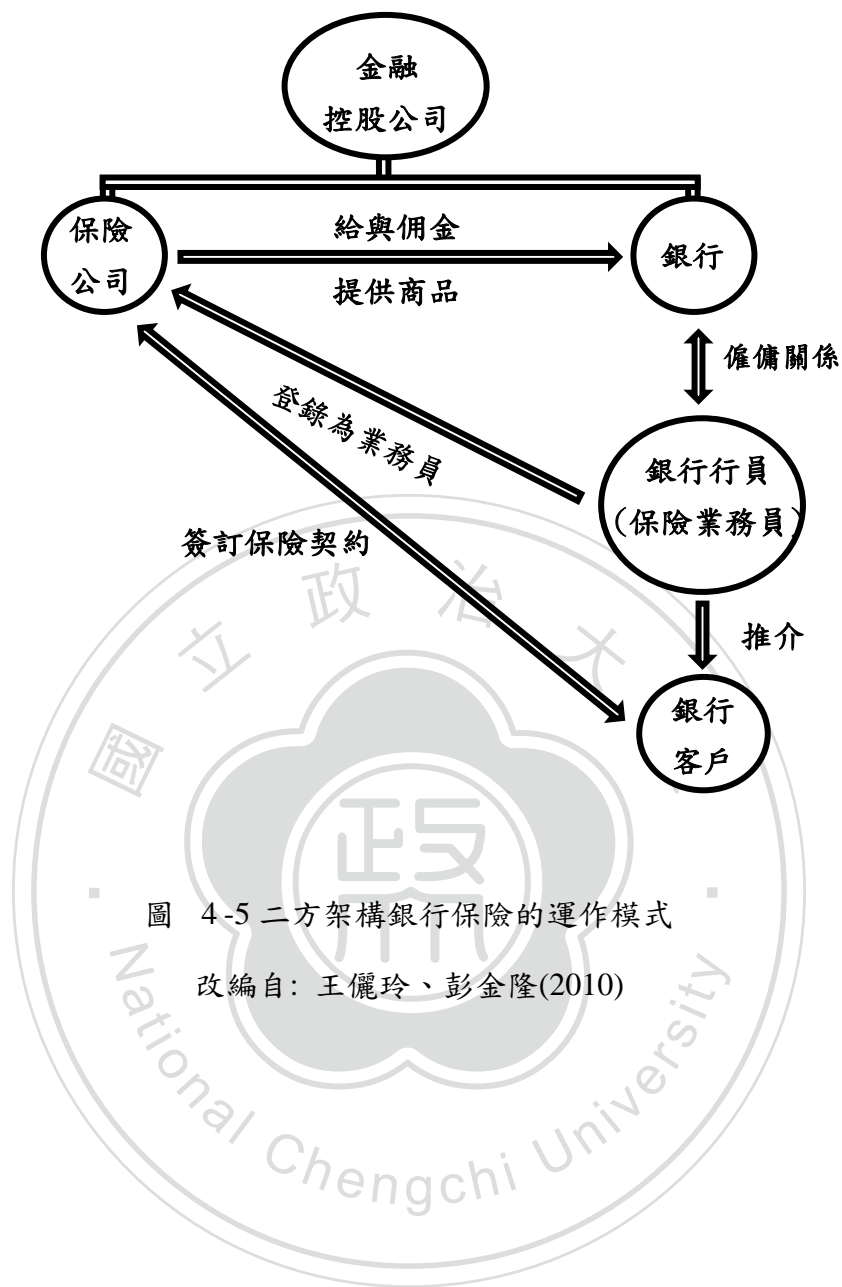 金融
控股公司
保險
公司
給與佣金
提供商品
銀行
僱傭關係
登錄為業務員
銀行行員
（保險業務員）
簽訂保險契約
推介
銀行
客戶
圖 4-5 二方架構銀行保險的運作模式
改編自: 王儷玲、彭金隆(2010)
國立政治大
政
National Chengchi University